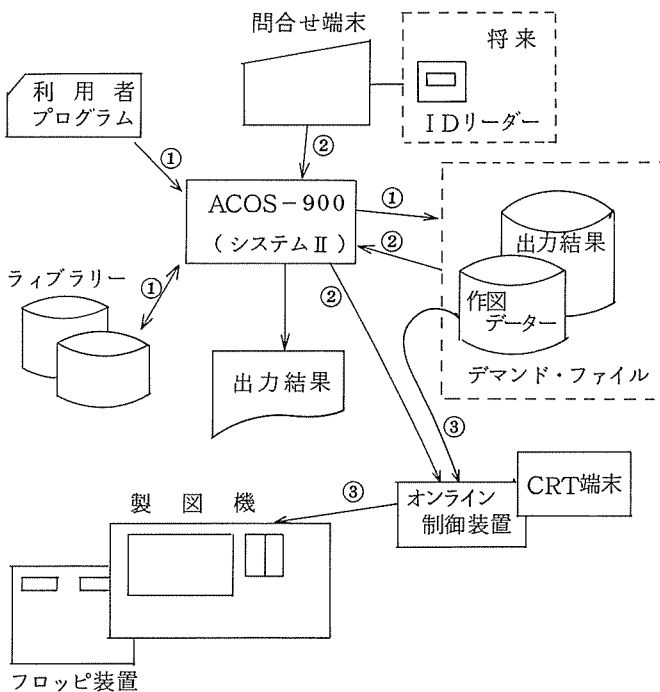 問合せ端末
将来
IDリーダー
利用者
プログラム
①
②
ACOS-900
(システムⅡ)
①
②
出力結果
作図
データー
デマンド・ファイル
ライブラリー
①
②
出力結果
③
オンライン
制御装置
CRT端末
③
製図機
フロッピ装置